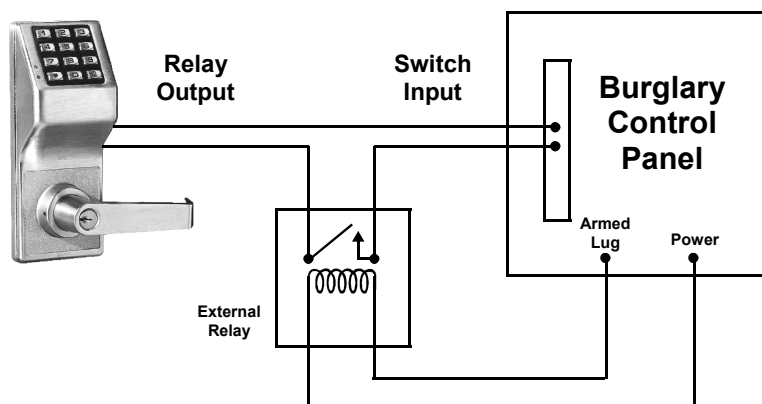 Relay
Output
Switch
Input
Burglary
Control
Panel
Armed
Lug
Power
External
Relay